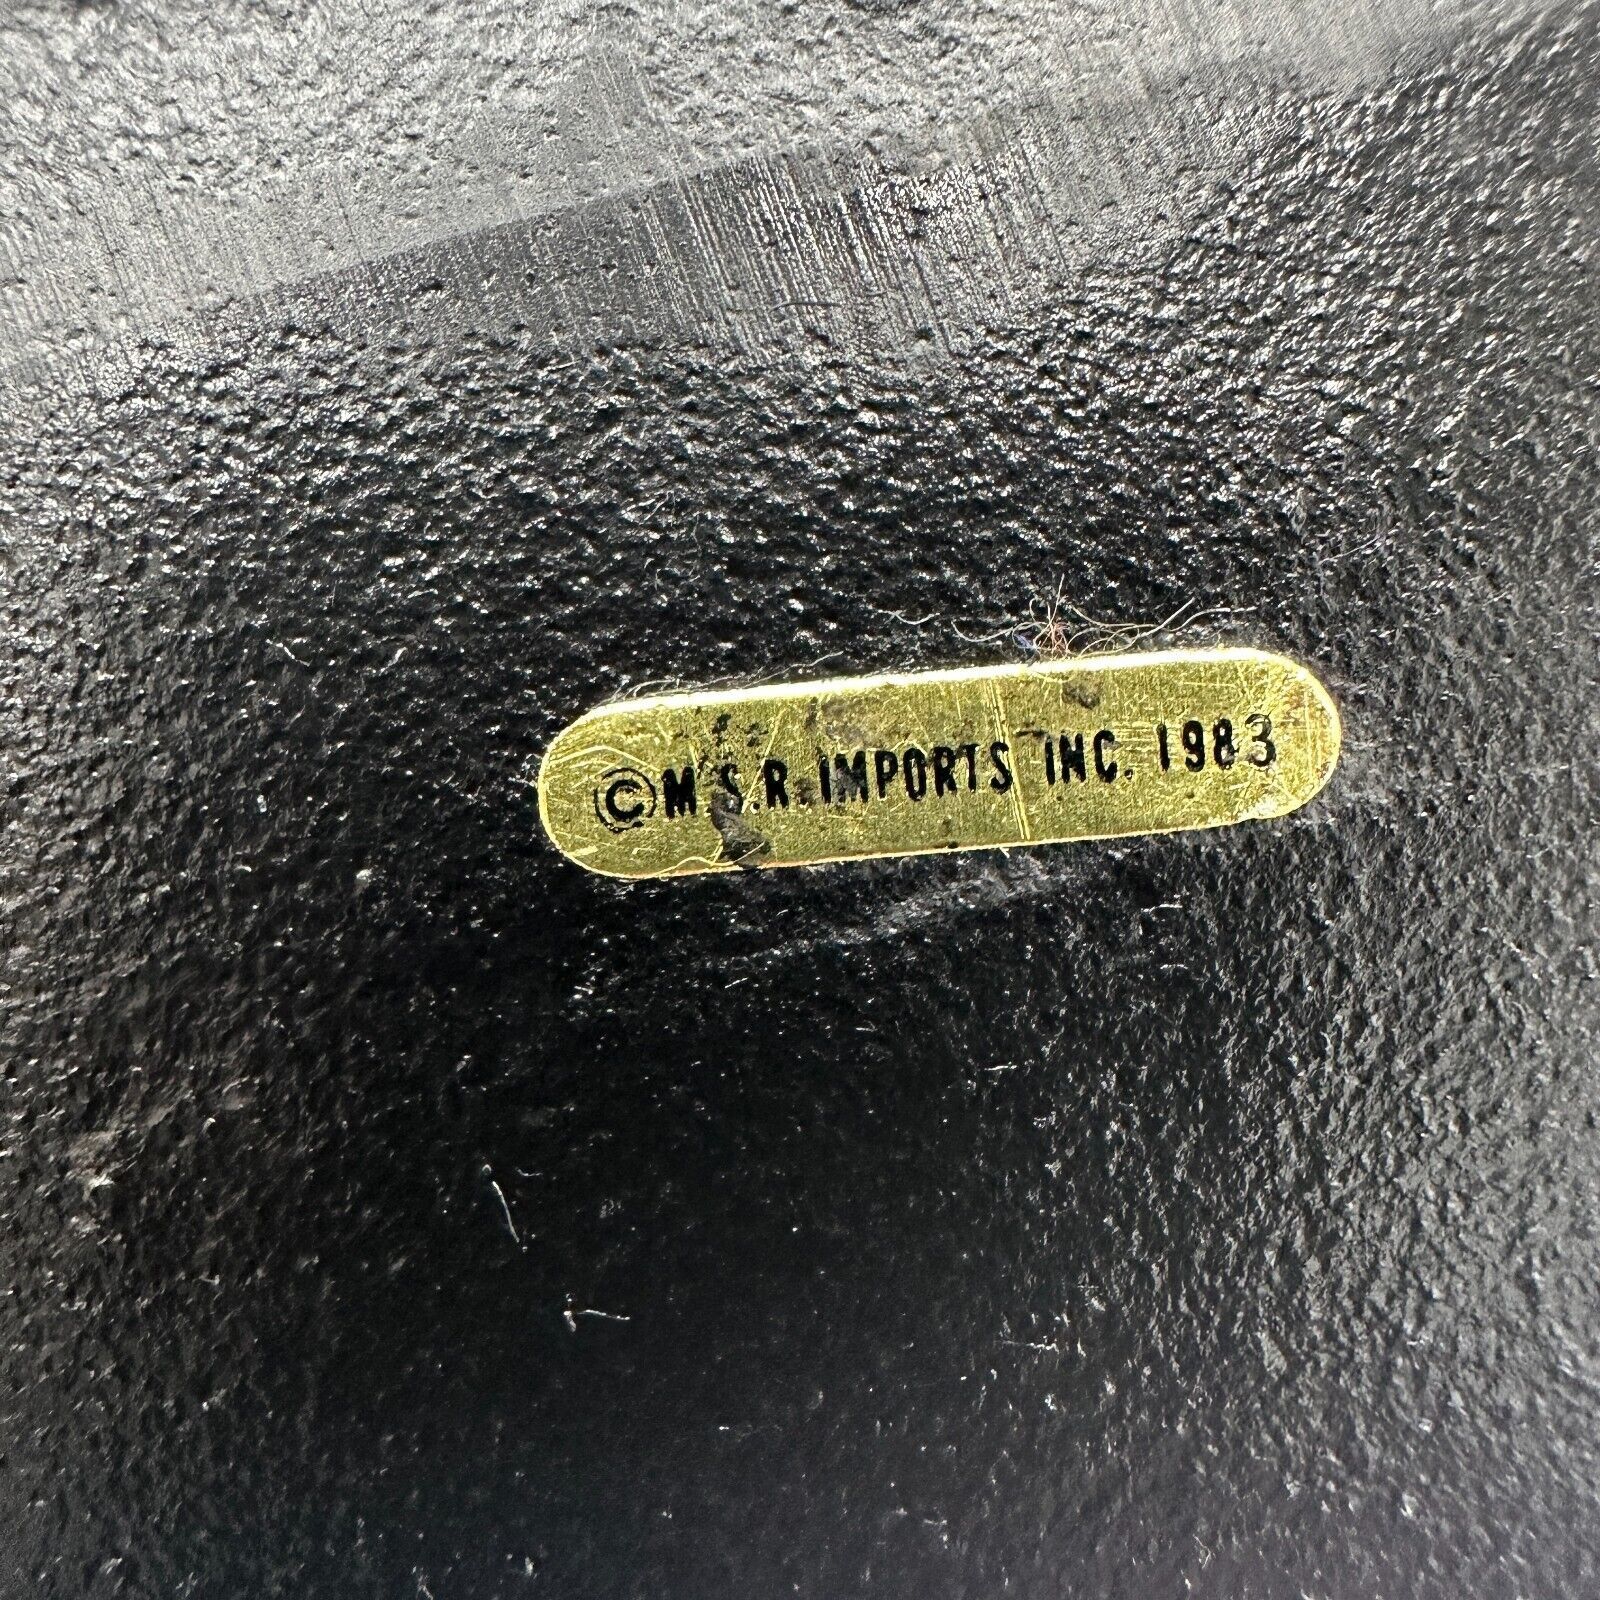 © M.S.R. IMPORTS INC. 1983